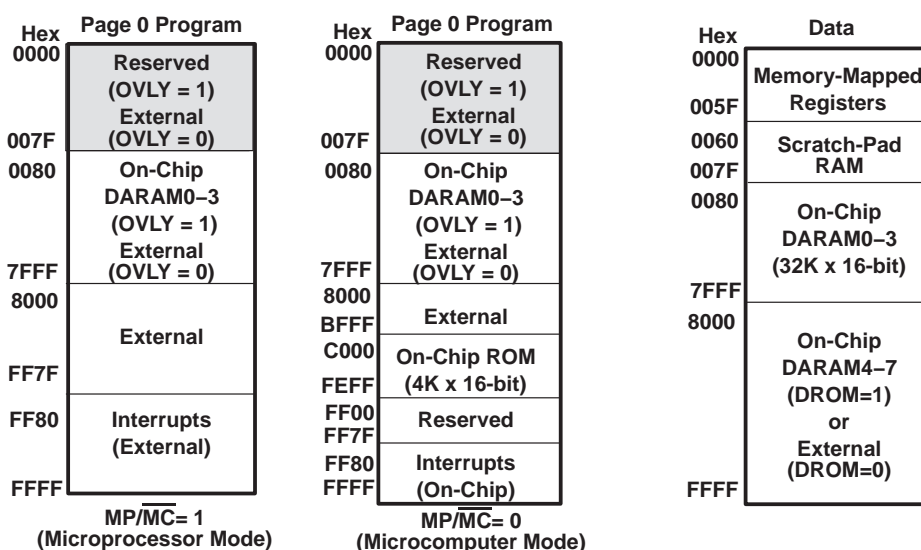 Hex
Page 0 Program
0000
Reserved
(OVLY = 1)
External
(OVLY = 0)
007F
0080
On-Chip
DARAM0–3
(OVLY = 1)
External
(OVLY = 0)
7FFF
8000
External
FF7F
FF80
Interrupts
(External)
FFFF
MP/MC= 1
(Microprocessor Mode)
Hex
Page 0 Program
0000
Reserved
(OVLY = 1)
External
(OVLY = 0)
007F
0080
On-Chip
DARAM0–3
(OVLY = 1)
External
(OVLY = 0)
7FFF
8000
External
BFFF
C000
On-Chip ROM
(4K x 16-bit)
FEFF
FF00
Reserved
FF7F
FF80
Interrupts
(On-Chip)
FFFF
MP/MC= 0
(Microcomputer Mode)
Hex
Data
0000
Memory-Mapped
Registers
005F
0060
Scratch-Pad
RAM
007F
0080
On-Chip
DARAM0–3
(32K x 16-bit)
7FFF
8000
On-Chip
DARAM4–7
(DROM=1)
or
External
(DROM=0)
FFFF